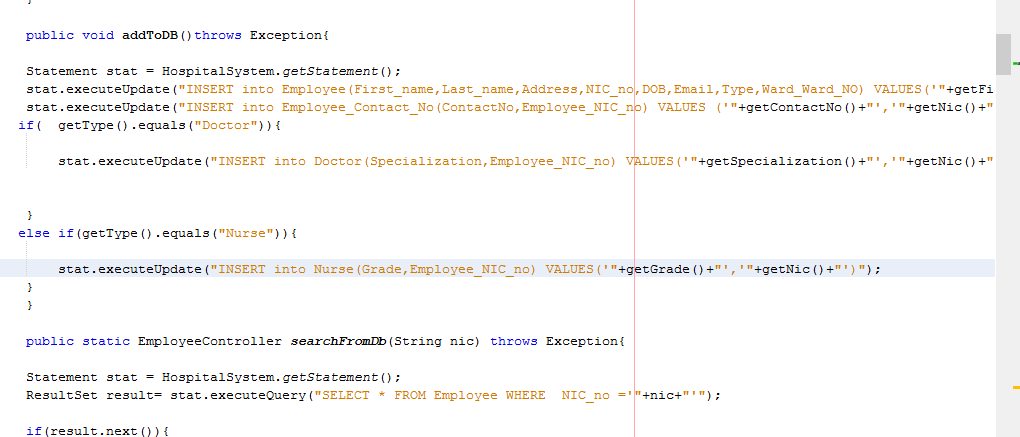 }
public void addToDB()throws Exception{
Statement stat = HospitalSystem.getStatement();
stat.executeUpdate("INSERT into Employee(First_name,Last_name,Address,NIC_no,DOB,Email,Type,Ward_Ward_NO) VALUES('"+getFi
stat.executeUpdate("INSERT into Employee_Contact_No(ContactNo,Employee_NIC_no) VALUES ('"+getContactNo()+"','"+getNic()+"
if(  getType().equals("Doctor")){
stat.executeUpdate("INSERT into Doctor(Specialization,Employee_NIC_no) VALUES('"+getSpecialization()+"','"+getNic()+"
}
else if(getType().equals("Nurse")){
stat.executeUpdate("INSERT into Nurse(Grade,Employee_NIC_no) VALUES('"+getGrade()+"','"+getNic()+"')");
}
}
public static EmployeeController searchFromDb(String nic) throws Exception{
Statement stat = HospitalSystem.getStatement();
ResultSet result= stat.executeQuery("SELECT * FROM Employee WHERE  NIC_no ='"+nic+"'");
if(result.next()){